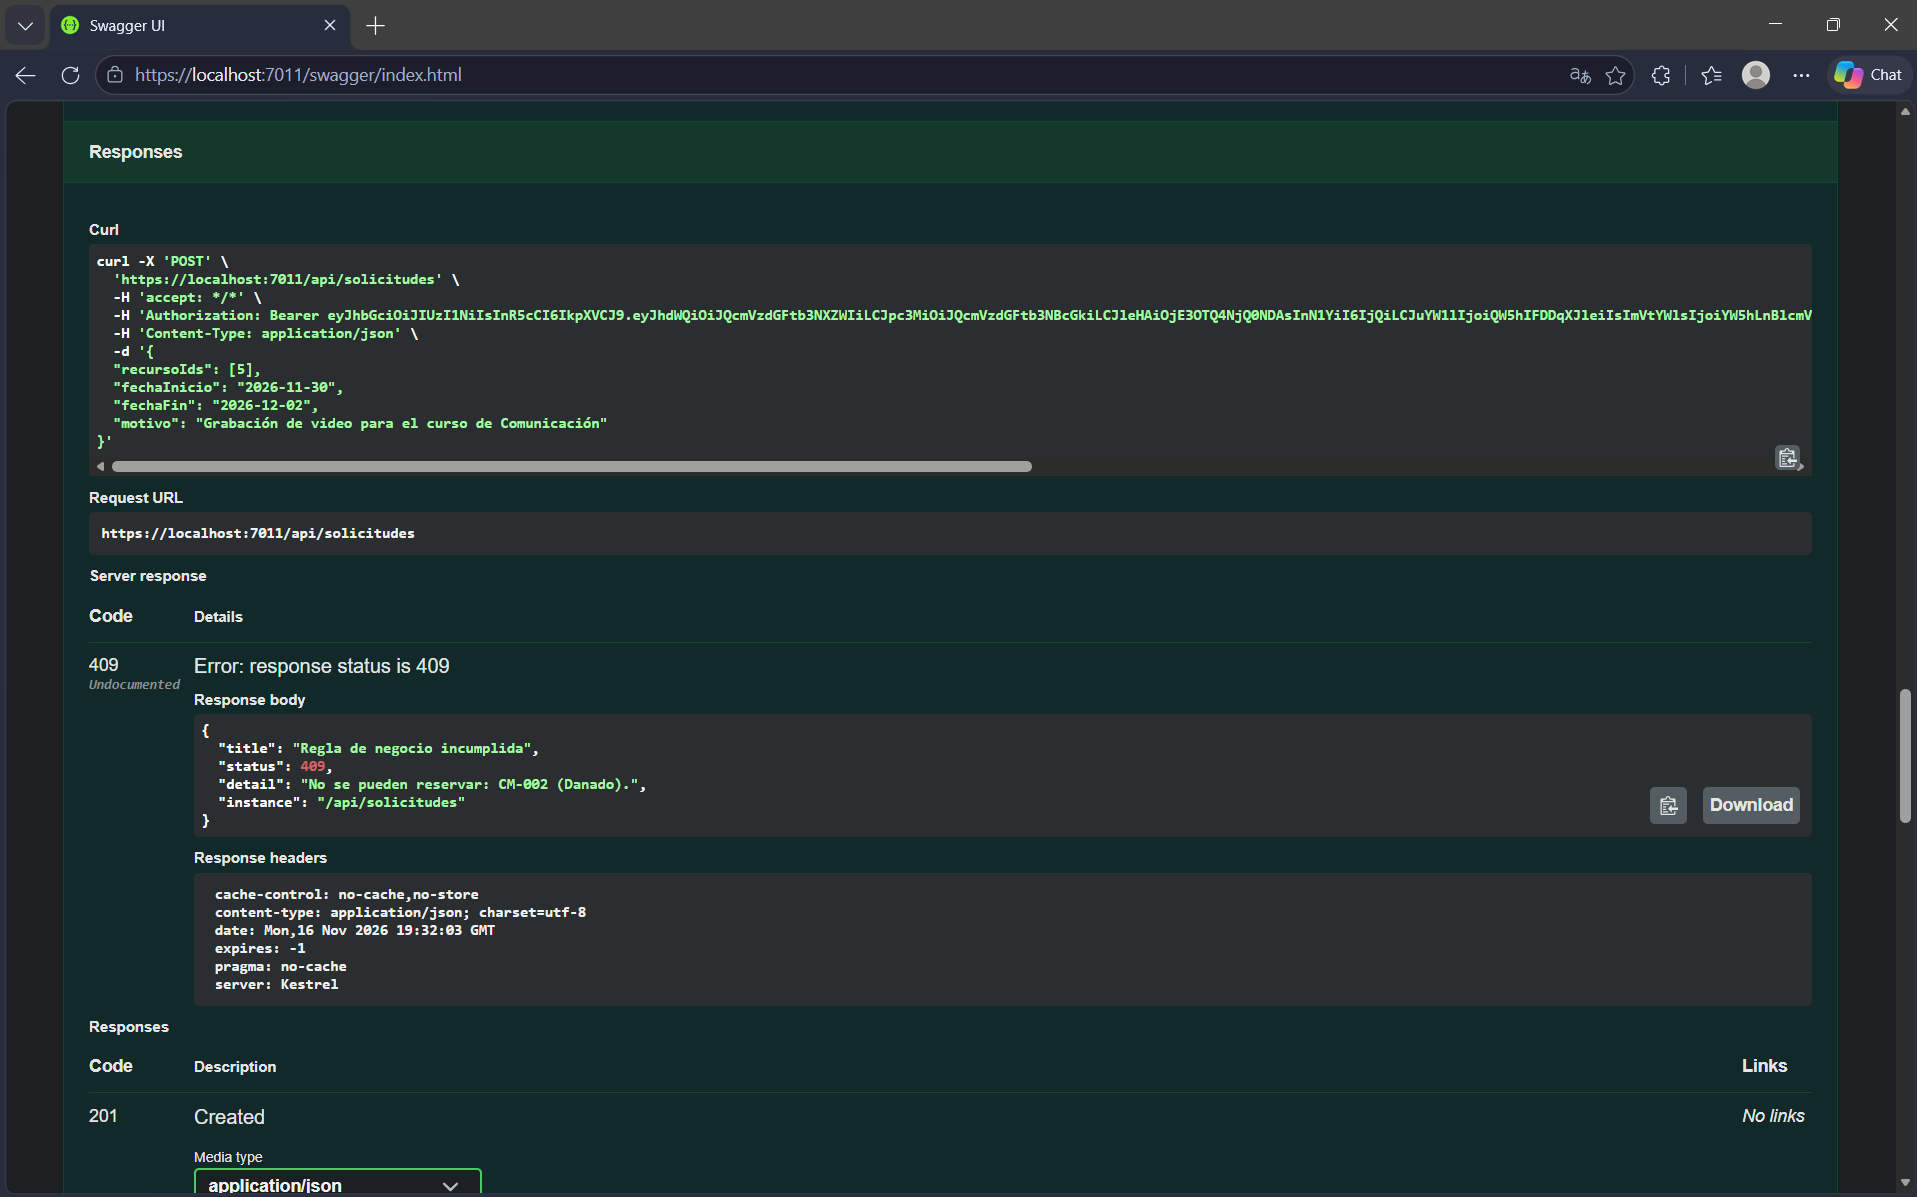 Swagger UI
https://localhost:7011/swagger/index.html
Chat
Responses
Curl
curl -X 'POST' \
'https://localhost:7011/api/solicitudes' \
-H 'accept: */*' \
-H 'Authorization: Bearer eyJhbGciOiJIUzI1NiIsInR5cCI6IkpXVCJ9.eyJhdWQiOiJQcmVzdGFtb3NXZWIiLCJpc3MiOiJQcmVzdGFtb3NBcGkiLCJleHAiOjE3OTQ4NjQ0NDAsInN1YiI6IjQiLCJuYW1lIjoiQW5hIFDDqXJleiIsImVtYWlsIjoiYW5hLnBlcmV
-H 'Content-Type: application/json' \
-d '{
"recursoIds": [5],
"fechaInicio": "2026-11-30",
"fechaFin": "2026-12-02",
"motivo": "Grabación de video para el curso de Comunicación"
}'
Request URL
https://localhost:7011/api/solicitudes
Server response
Code Details
409 Error: response status is 409
Undocumented
Response body
{
"title": "Regla de negocio incumplida",
"status": 409,
"detail": "No se pueden reservar: CM-002 (Danado).",
"instance": "/api/solicitudes"
}
Download
Response headers
cache-control: no-cache,no-store
content-type: application/json; charset=utf-8
date: Mon,16 Nov 2026 19:32:03 GMT
expires: -1
pragma: no-cache
server: Kestrel
Responses
Code Description Links
201 Created No links
Media type
application/json